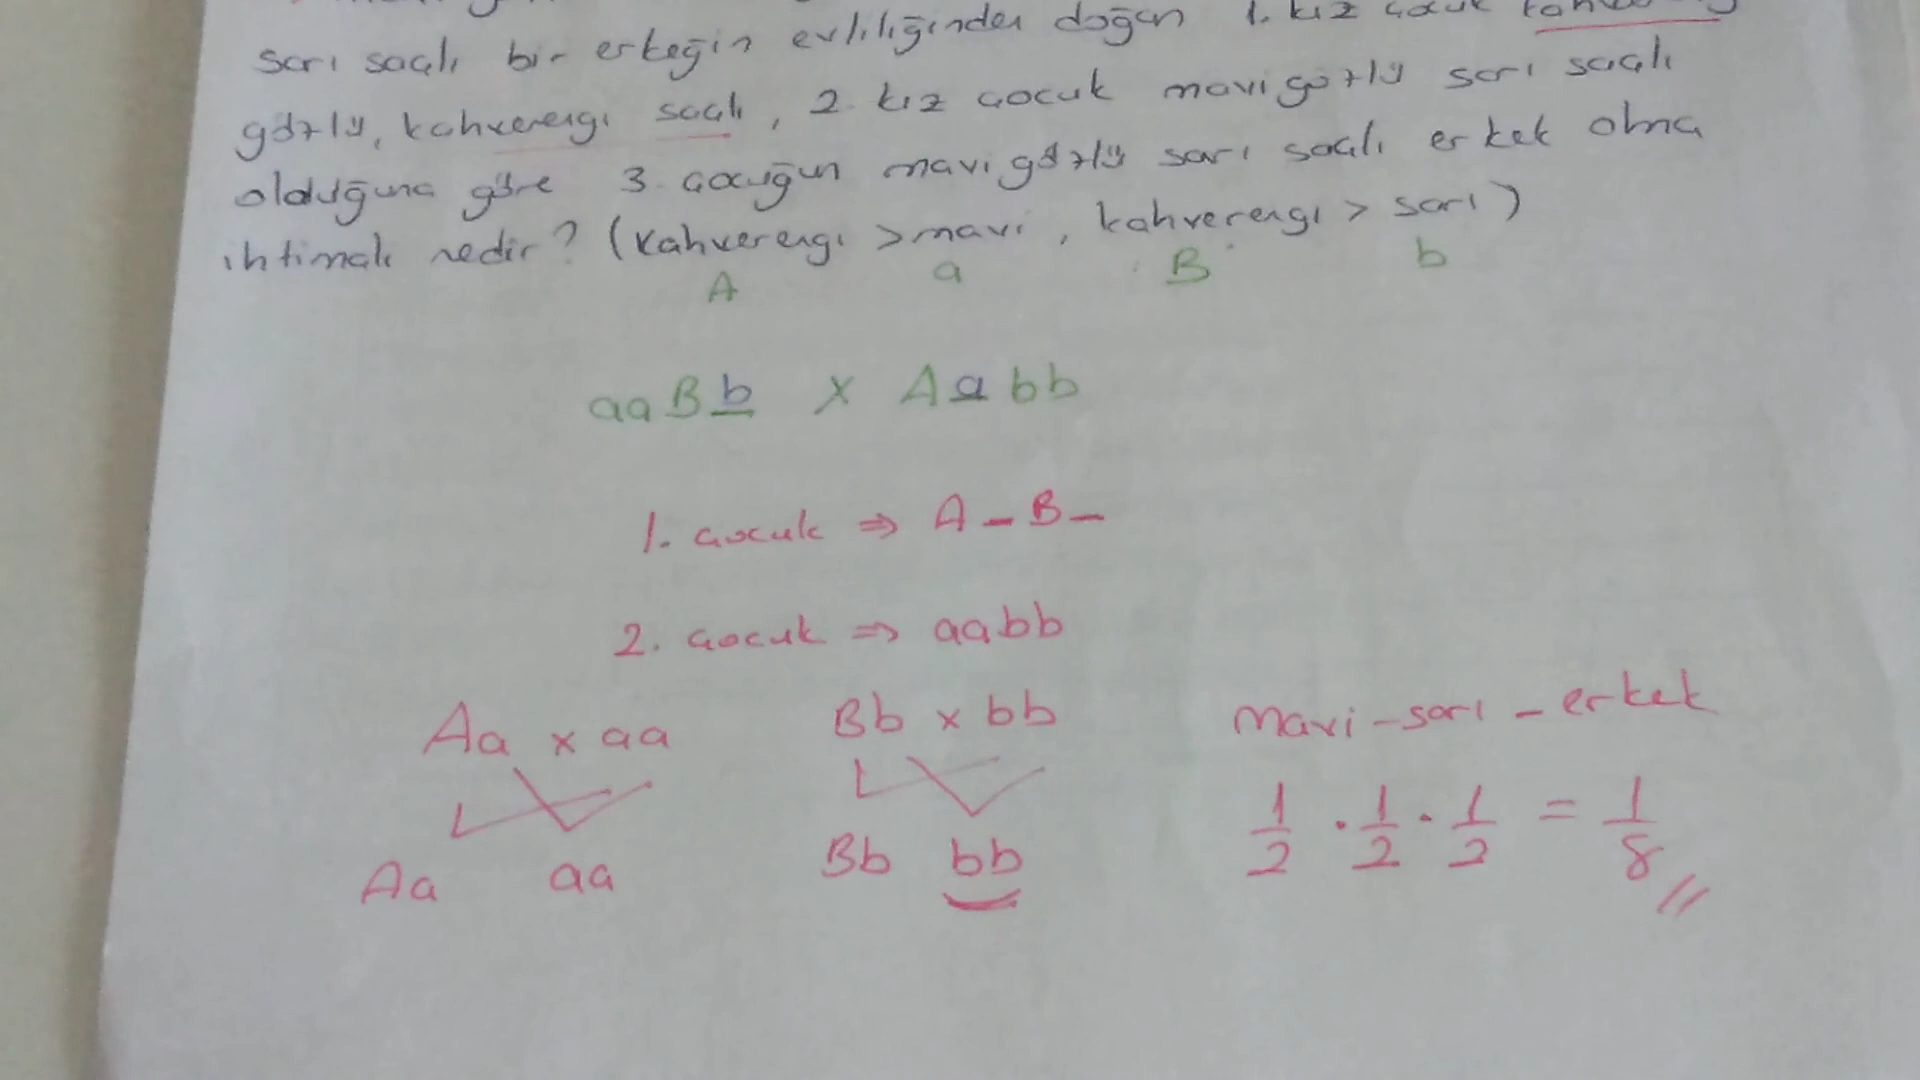 sarı saçlı bir erkeğin evliliğinden doğan 1. kız çocuk
gözlü, kahverengi saçlı, 2. kız çocuk mavi gözlü sarı saçlı
olduğuna göre 3. çocuğun mavi gözlü sarı saçlı erkek olma
ihtimali nedir? (Kahverengi > mavi, kahverengi > sarı)
A a B b
aaBb x Aabb
1. çocuk ⇒ A_B_
2. çocuk ⇒ aabb
Aa x aa Bb x bb mavi-sarı-erkek
Aa aa Bb bb 1/2 . 1/2 . 1/2 = 1/8 //